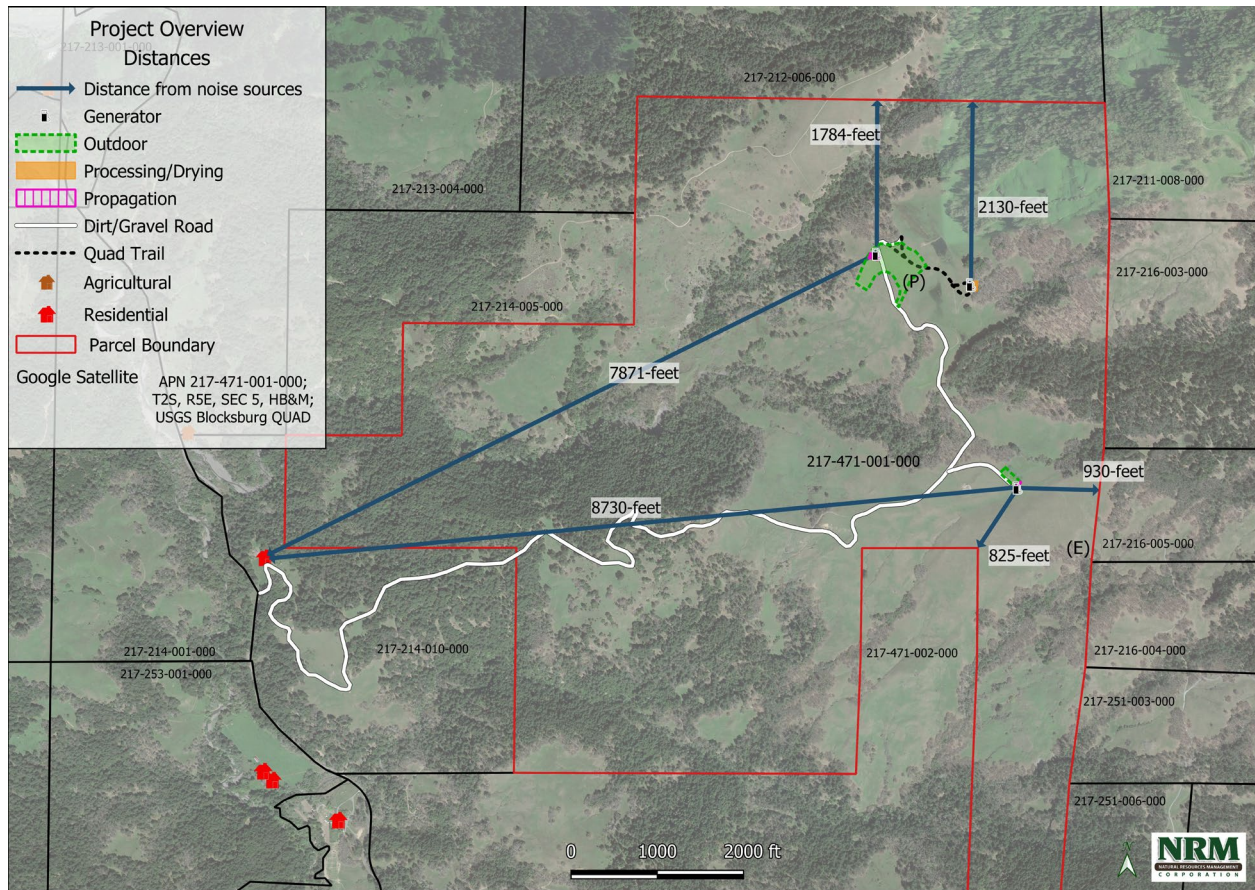 Project Overview
Distances
217-213-001-000
Distance from noise sources
Generator
Outdoor
Processing/Drying
Propagation
Dirt/Gravel Road
Quad Trail
Agricultural
Residential
Parcel Boundary
Google Satellite
APN 217-471-001-000;
T2S, R5E, SEC 5, HB&M;
USGS Blocksburg QUAD
217-212-006-000
1784-feet
217-213-004-000
217-211-008-000
2130-feet
217-216-003-000
(P)
217-214-005-000
7871-feet
217-471-001-000
930-feet
8730-feet
825-feet
(E)
217-216-005-000
217-214-001-000
217-214-010-000
217-471-002-000
217-216-004-000
217-253-001-000
217-251-003-000
217-251-006-000
0 1000 2000 ft
N
NRM
NATURAL RESOURCES MANAGEMENT
CORPORATION